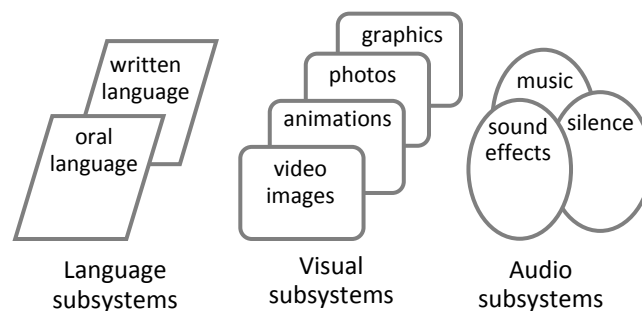 written
language
oral
language
Language
subsystems
graphics
photos
animations
video
images
Visual
subsystems
music
silence
sound
effects
Audio
subsystems